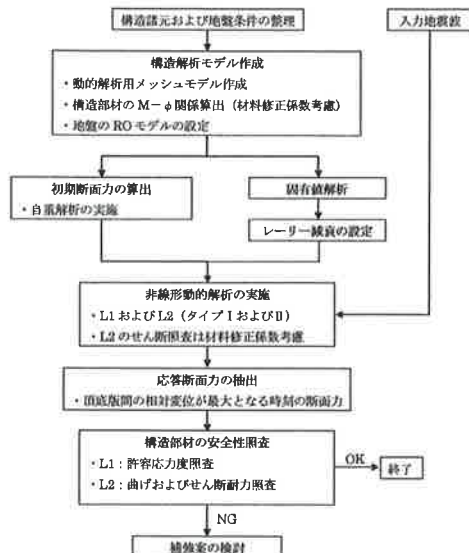 構造諸元および地盤条件の整理
入力地震波
構造解析モデル作成
・動的解析用メッシュモデル作成
・構造部材のM－φ関係算出（材料修正係数考慮）
・地盤のROモデルの設定
初期断面力の算出
・自重解析の実施
固有値解析
レーリー減衰の設定
非線形動的解析の実施
・L1およびL2（タイプⅠおよびⅡ）
・L2のせん断照査は材料修正係数考慮
応答断面力の抽出
・頂底版間の相対変位が最大となる時刻の断面力
構造部材の安全性照査
・L1：許容応力度照査
・L2：曲げおよびせん断耐力照査
OK
終了
NG
補強案の検討